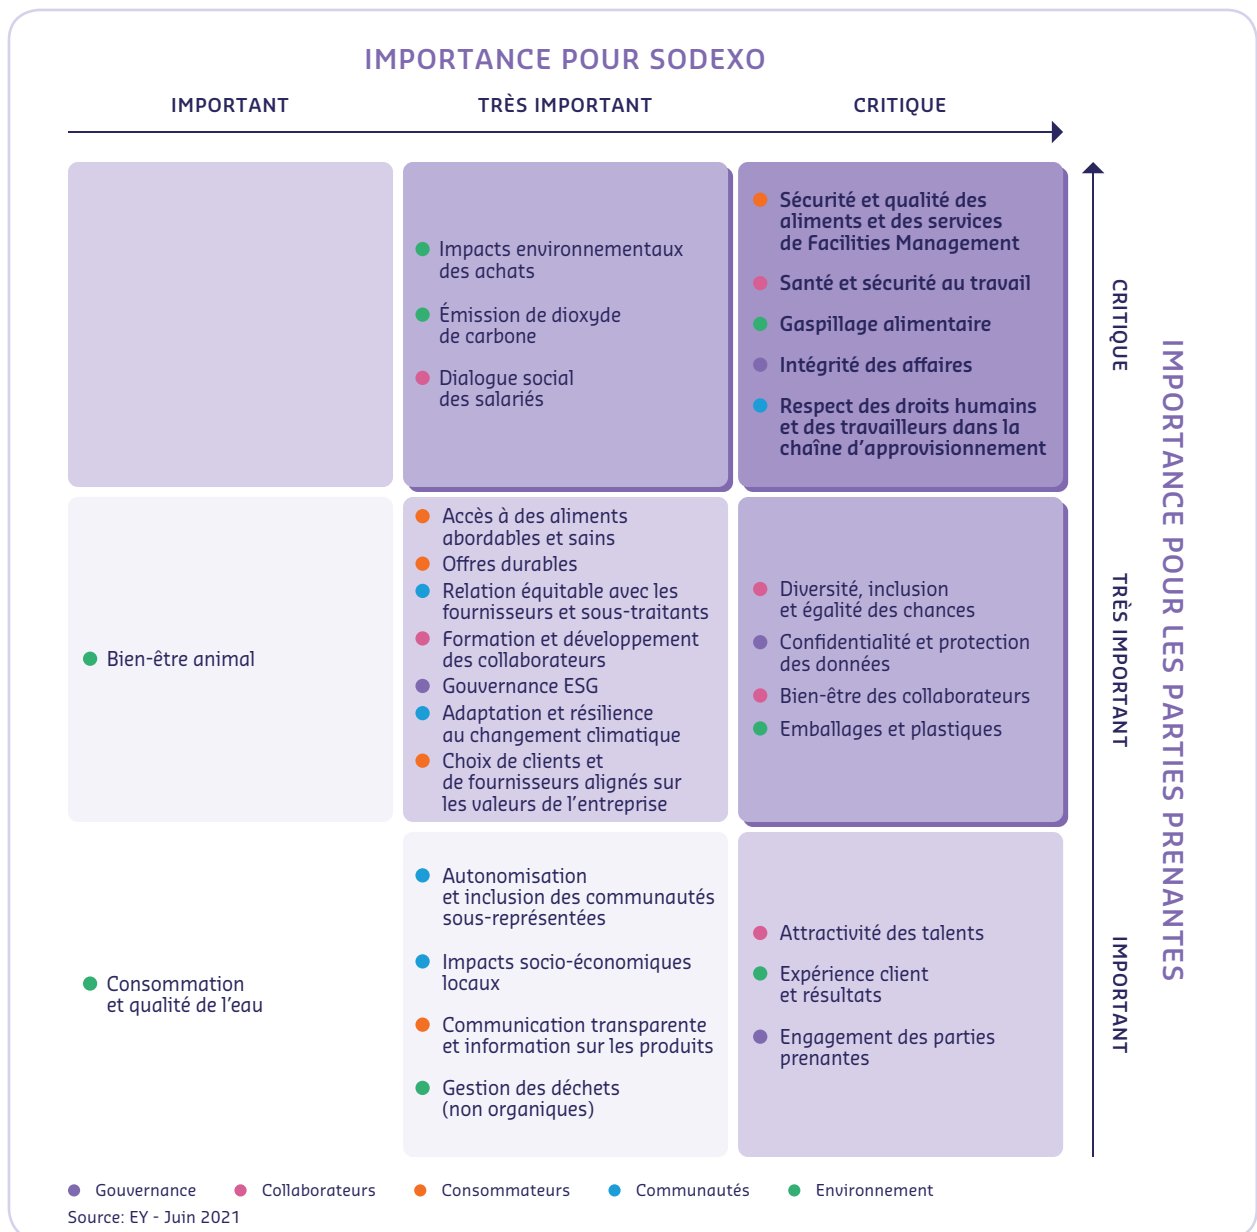 IMPORTANCE POUR SODEXO
IMPORTANT
TRÈS IMPORTANT
CRITIQUE
Impacts environnementaux
des achats
Émission de dioxyde
de carbone
Dialogue social
des salariés
Sécurité et qualité des
aliments et des services
de Facilities Management
Santé et sécurité au travail
Gaspillage alimentaire
Intégrité des affaires
Respect des droits humains
et des travailleurs dans la
chaîne d'approvisionnement
CRITIQUE
Bien-être animal
Accès à des aliments
abordables et sains
Offres durables
Relation équitable avec les
fournisseurs et sous-traitants
Formation et développement
des collaborateurs
Gouvernance ESG
Adaptation et résilience
au changement climatique
Choix de clients et
de fournisseurs alignés sur
les valeurs de l'entreprise
Diversité, inclusion
et égalité des chances
Confidentialité et protection
des données
Bien-être des collaborateurs
Emballages et plastiques
TRÈS IMPORTANT
IMPORTANCE POUR LES PARTIES PRENANTES
Consommation
et qualité de l'eau
Autonomisation
et inclusion des communautés
sous-représentées
Impacts socio-économiques
locaux
Communication transparente
et information sur les produits
Gestion des déchets
(non organiques)
Attractivité des talents
Expérience client
et résultats
Engagement des parties
prenantes
IMPORTANT
Gouvernance
Collaborateurs
Consommateurs
Communautés
Environnement
Source: EY - Juin 2021